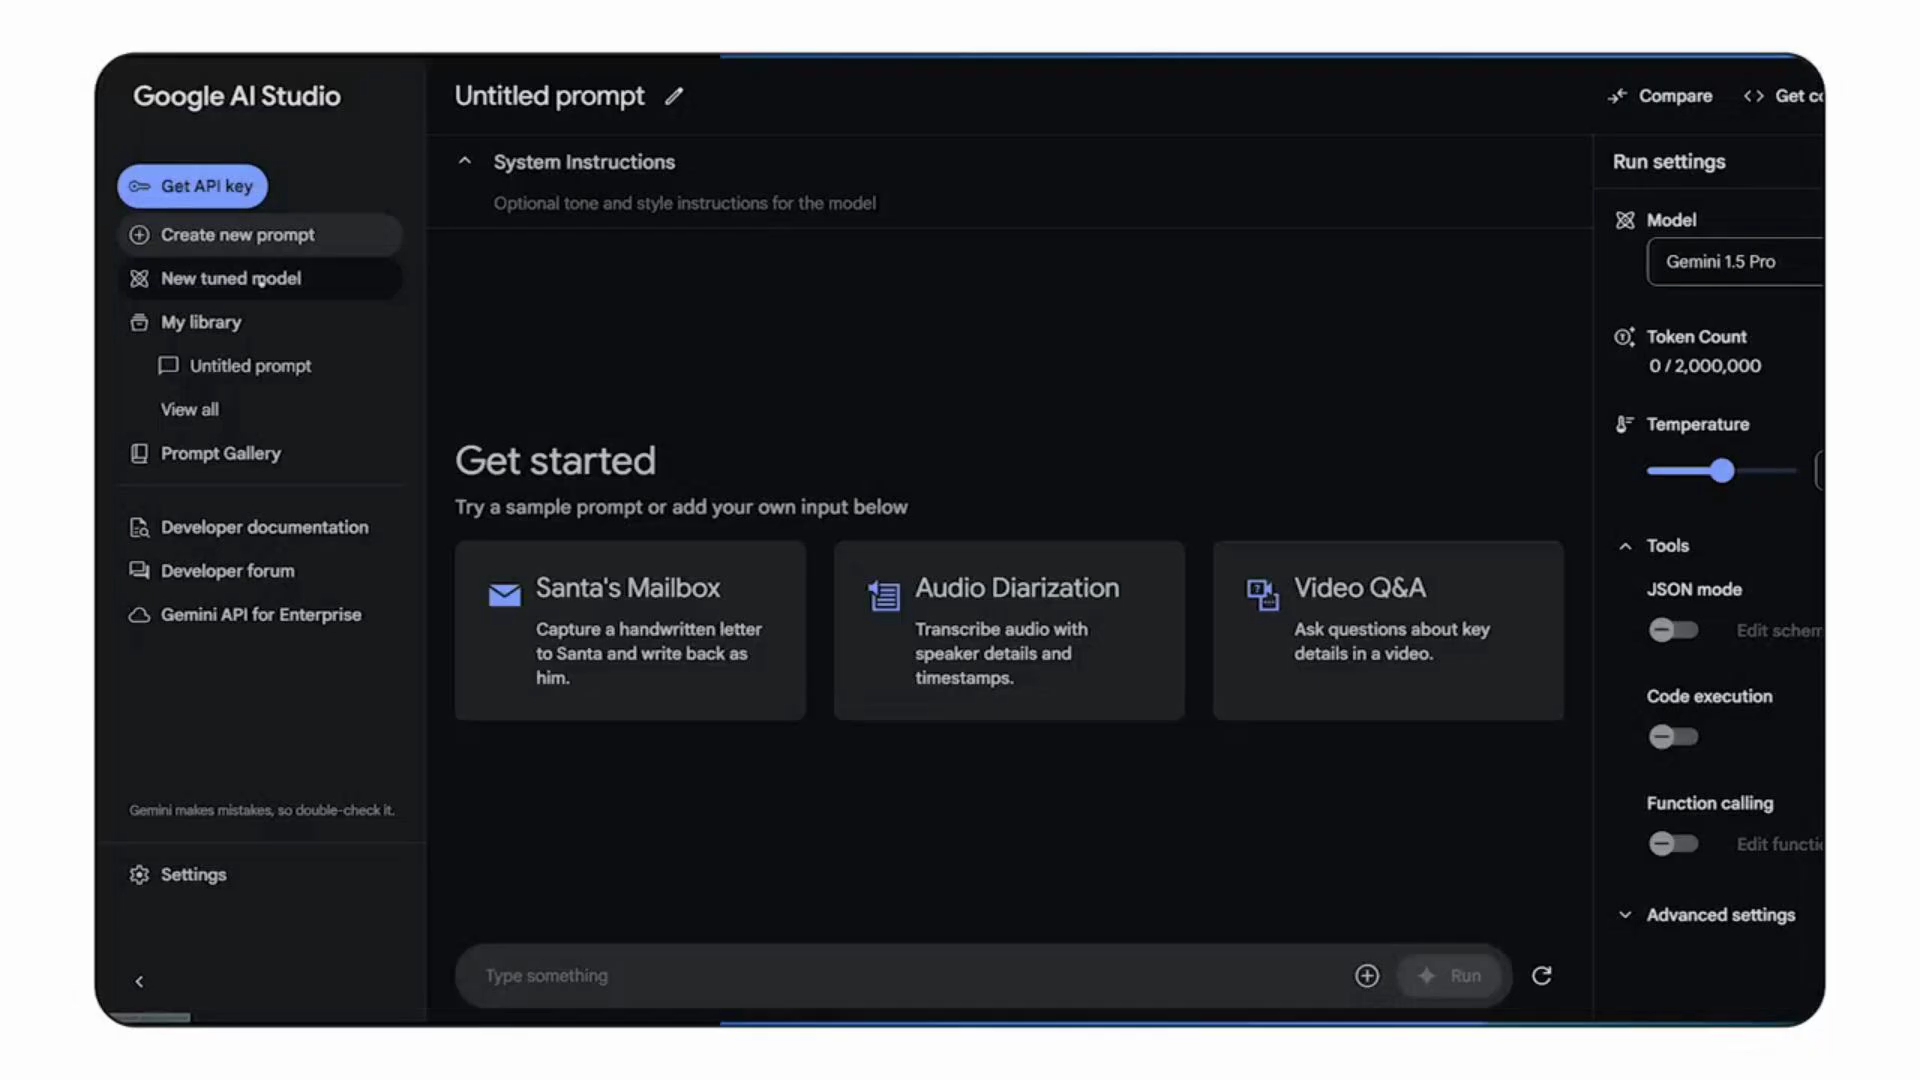 Google AI Studio
Get API key
Create new prompt
New tuned model
My library
Untitled prompt
View all
Prompt Gallery
Developer documentation
Developer forum
Gemini API for Enterprise
Gemini makes mistakes, so double-check it.
Settings
Untitled prompt
Compare
Get co
System Instructions
Optional tone and style instructions for the model
Get started
Try a sample prompt or add your own input below
Santa's Mailbox
Capture a handwritten letter
to Santa and write back as
him.
Audio Diarization
Transcribe audio with
speaker details and
timestamps.
Video Q&A
Ask questions about key
details in a video.
Type something
Run
Run settings
Model
Gemini 1.5 Pro
Token Count
0 / 2,000,000
Temperature
Tools
JSON mode
Edit schem
Code execution
Function calling
Edit functi
Advanced settings